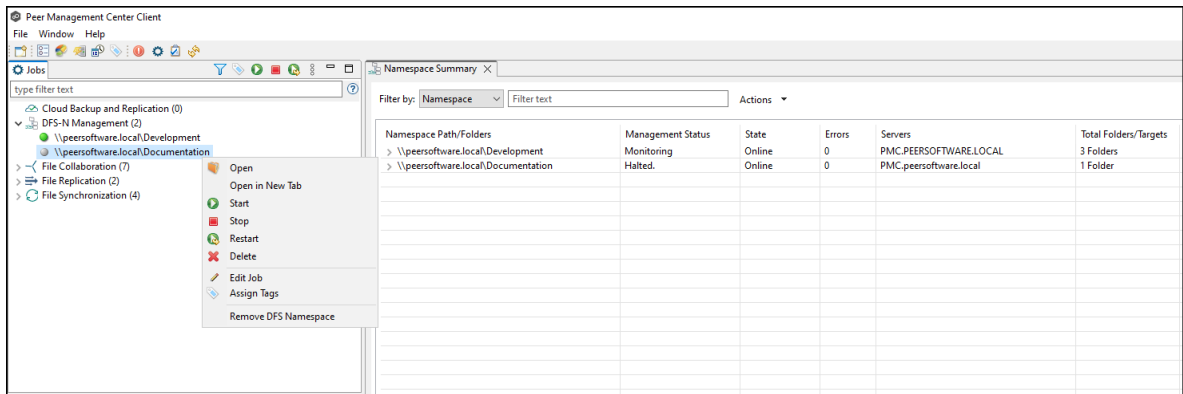 Peer Management Center Client
File Window Help
Jobs
type filter text
Cloud Backup and Replication (0)
DFS-N Management (2)
\\peersoftware.local\Development
\\peersoftware.local\Documentation
File Collaboration (7)
File Replication (2)
File Synchronization (4)
Open
Open in New Tab
Start
Stop
Restart
Delete
Edit Job
Assign Tags
Remove DFS Namespace
Namespace Summary
Filter by: Namespace Filter text Actions
Namespace Path/Folders Management Status State Errors Servers Total Folders/Targets
\\peersoftware.local\Development Monitoring Online 0 PMC.PEERSOFTWARE.LOCAL 3 Folders
\\peersoftware.local\Documentation Halted. Online 0 PMC.peersoftware.local 1 Folder